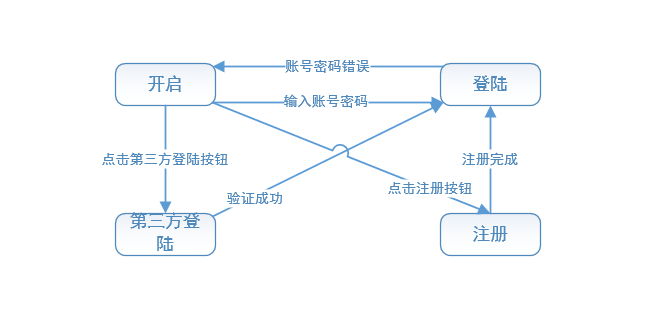 账号密码错误
开启
登陆
输入账号密码
点击第三方登陆按钮
注册完成
点击注册按钮
验证成功
第三方登
陆
注册